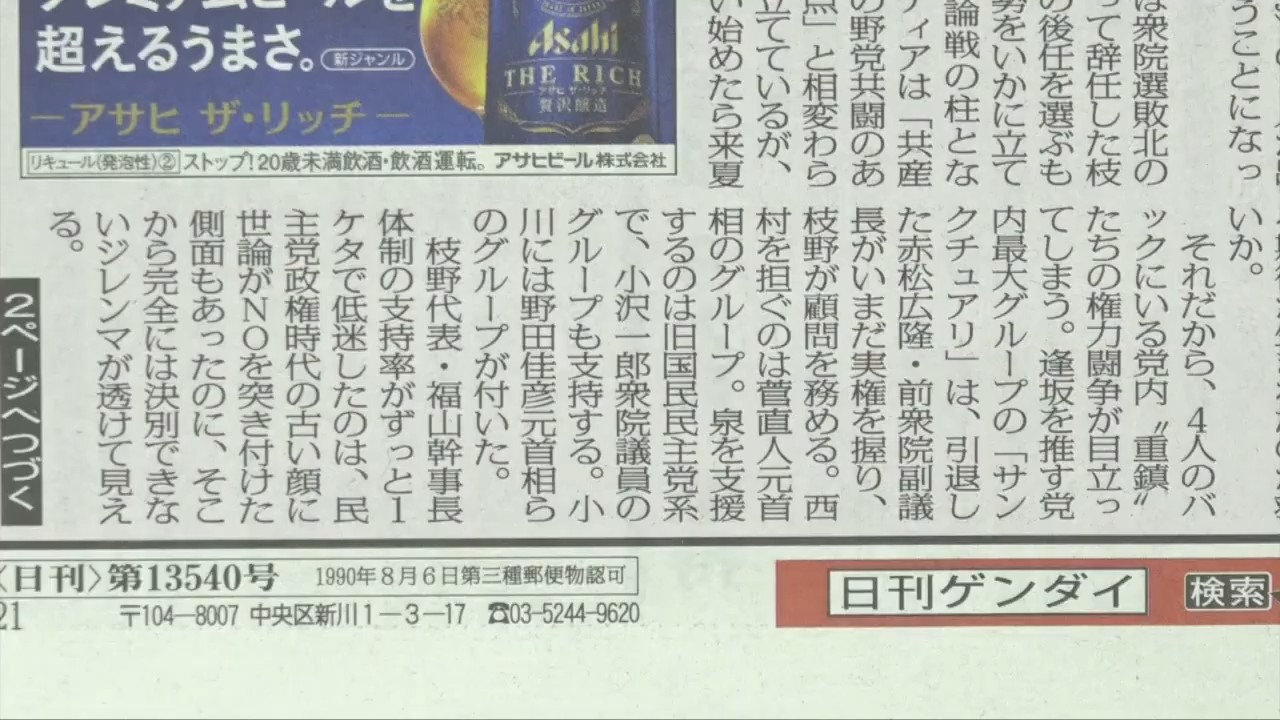 うことになっ
は衆院選敗北の
って辞任した枝
の後任を選ぶも
勢をいかに立て
論戦の柱とな
ィアは「共産
の野党共闘のあ
点」と相変わら
立てているが、
い始めたら来夏
プレミアムビールを
超えるうまさ。
新ジャンル
アサヒ ザ・リッチ
Asahi
THE RICH
アサヒ ザ・リッチ
贅沢醸造
リキュール(発泡性)② ストップ!20歳未満飲酒・飲酒運転。 アサヒビール株式会社
いか。
それだから、4人のバ
ックにいる党内〝重鎮〟
たちの権力闘争が目立っ
てしまう。逢坂を推す党
内最大グループの「サン
クチュアリ」は、引退し
た赤松広隆・前衆院副議
長がいまだ実権を握り、
枝野が顧問を務める。西
村を担ぐのは菅直人元首
相のグループ。泉を支援
するのは旧国民民主党系
で、小沢一郎衆院議員の
グループも支持する。小
川には野田佳彦元首相ら
のグループが付いた。
枝野代表・福山幹事長
体制の支持率がずっと1
ケタで低迷したのは、民
主党政権時代の古い顔に
世論がNOを突き付けた
側面もあったのに、そこ
から完全には決別できな
いジレンマが透けて見え
る。
2ページへつづく
〈日刊〉第13540号 1990年8月6日第三種郵便物認可
21 〒104―8007 中央区新川1―3―17 ☎03-5244-9620
日刊ゲンダイ 検索